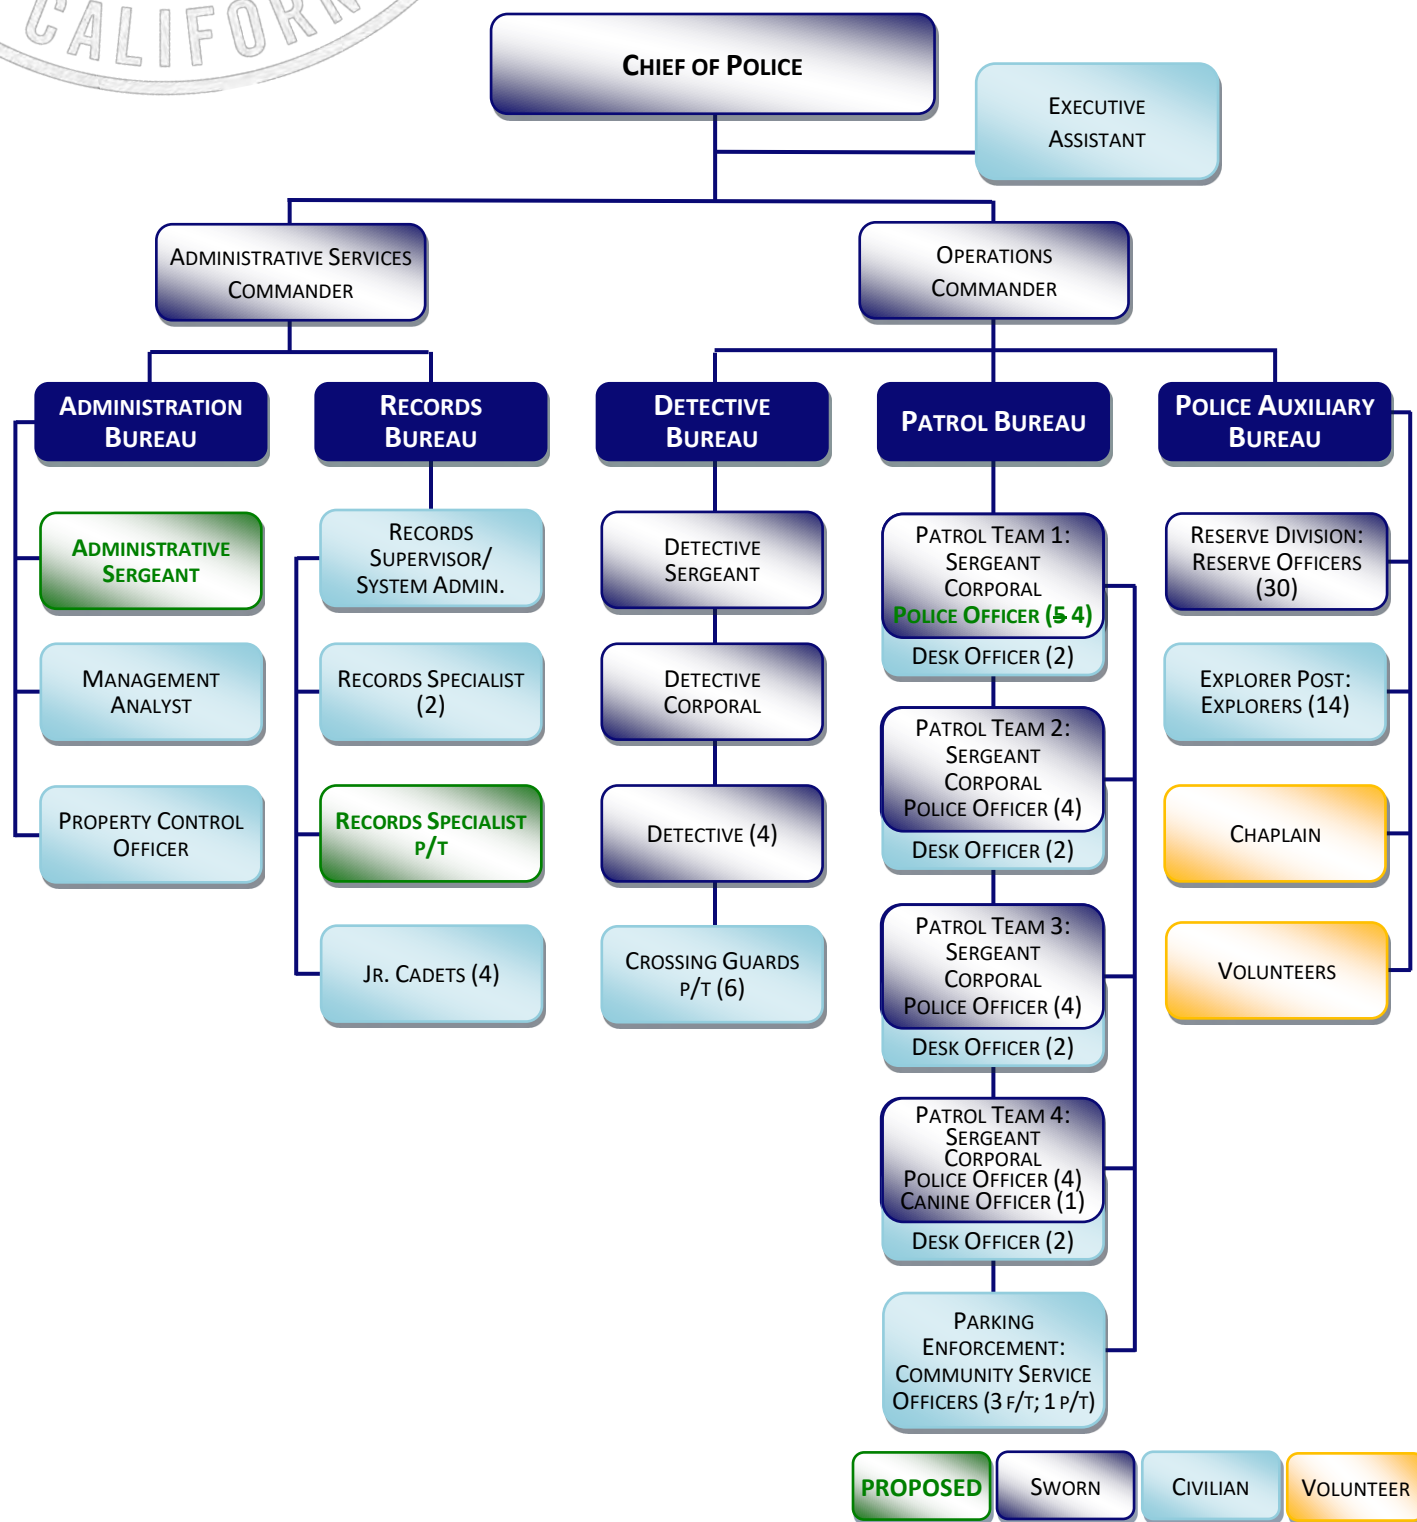 CALIFORN
CHIEF OF POLICE
EXECUTIVE
ASSISTANT
ADMINISTRATIVE SERVICES
COMMANDER
OPERATIONS
COMMANDER
ADMINISTRATION
BUREAU
RECORDS
BUREAU
DETECTIVE
BUREAU
PATROL BUREAU
POLICE AUXILIARY
BUREAU
ADMINISTRATIVE
SERGEANT
MANAGEMENT
ANALYST
PROPERTY CONTROL
OFFICER
RECORDS
SUPERVISOR/
SYSTEM ADMIN.
RECORDS SPECIALIST
(2)
RECORDS SPECIALIST
P/T
JR. CADETS (4)
DETECTIVE
SERGEANT
DETECTIVE
CORPORAL
DETECTIVE (4)
CROSSING GUARDS
P/T (6)
PATROL TEAM 1:
SERGEANT
CORPORAL
POLICE OFFICER (5 4)
DESK OFFICER (2)
PATROL TEAM 2:
SERGEANT
CORPORAL
POLICE OFFICER (4)
DESK OFFICER (2)
PATROL TEAM 3:
SERGEANT
CORPORAL
POLICE OFFICER (4)
DESK OFFICER (2)
PATROL TEAM 4:
SERGEANT
CORPORAL
POLICE OFFICER (4)
CANINE OFFICER (1)
DESK OFFICER (2)
PARKING
ENFORCEMENT:
COMMUNITY SERVICE
OFFICERS (3 F/T; 1 P/T)
RESERVE DIVISION:
RESERVE OFFICERS
(30)
EXPLORER POST:
EXPLORERS (14)
CHAPLAIN
VOLUNTEERS
PROPOSED
SWORN
CIVILIAN
VOLUNTEER